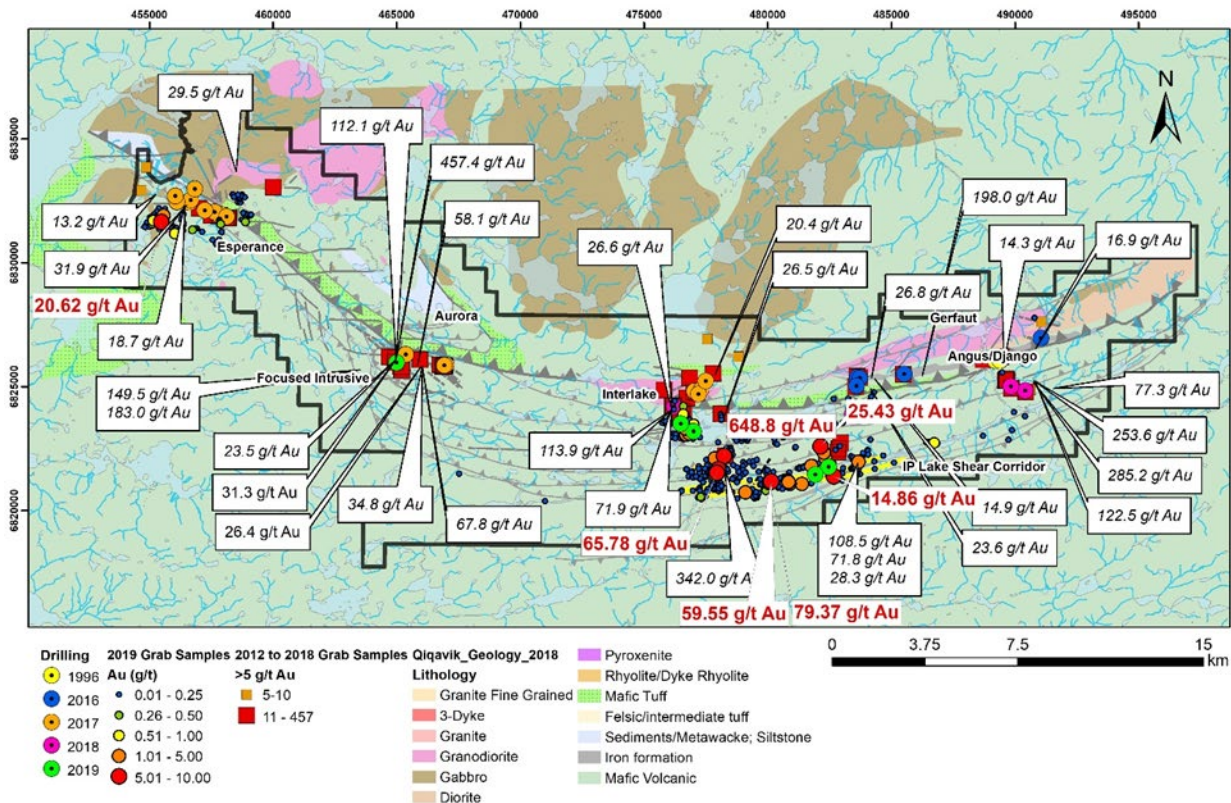 455000 460000 465000 470000 475000 480000 485000 490000 495000
N
6835000
6830000
6825000
6820000
29.5 g/t Au
112.1 g/t Au
457.4 g/t Au
58.1 g/t Au
13.2 g/t Au
31.9 g/t Au
20.62 g/t Au
18.7 g/t Au
Esperance
Aurora
Focused Intrusive
149.5 g/t Au
183.0 g/t Au
23.5 g/t Au
31.3 g/t Au
26.4 g/t Au
34.8 g/t Au
67.8 g/t Au
26.6 g/t Au
20.4 g/t Au
26.5 g/t Au
198.0 g/t Au
14.3 g/t Au
16.9 g/t Au
26.8 g/t Au
Gerfaut
Angus/Django
Interlake
113.9 g/t Au
71.9 g/t Au
648.8 g/t Au
25.43 g/t Au
77.3 g/t Au
253.6 g/t Au
285.2 g/t Au
122.5 g/t Au
IP Lake Shear Corridor
14.86 g/t Au
14.9 g/t Au
23.6 g/t Au
65.78 g/t Au
342.0 g/t A
108.5 g/t Au
71.8 g/t Au
28.3 g/t Au
59.55 g/t Au
79.37 g/t Au
0 3.75 7.5 15
km
Drilling
1996
2016
2017
2018
2019
2019 Grab Samples
Au (g/t)
0.01 - 0.25
0.26 - 0.50
0.51 - 1.00
1.01 - 5.00
5.01 - 10.00
2012 to 2018 Grab Samples
>5 g/t Au
5-10
11 - 457
Qiqavik_Geology_2018
Lithology
Granite Fine Grained
3-Dyke
Granite
Granodiorite
Gabbro
Diorite
Pyroxenite
Rhyolite/Dyke Rhyolite
Mafic Tuff
Felsic/intermediate tuff
Sediments/Metawacke; Siltstone
Iron formation
Mafic Volcanic